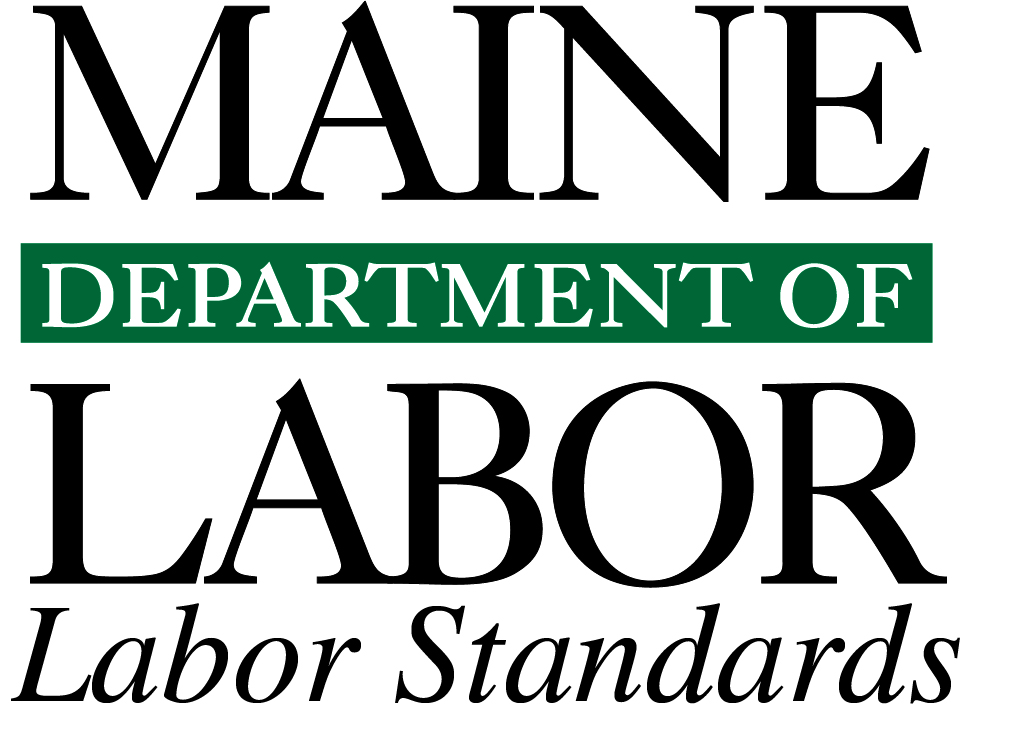 MAINE
DEPARTMENT OF
LABOR
Labor Standards